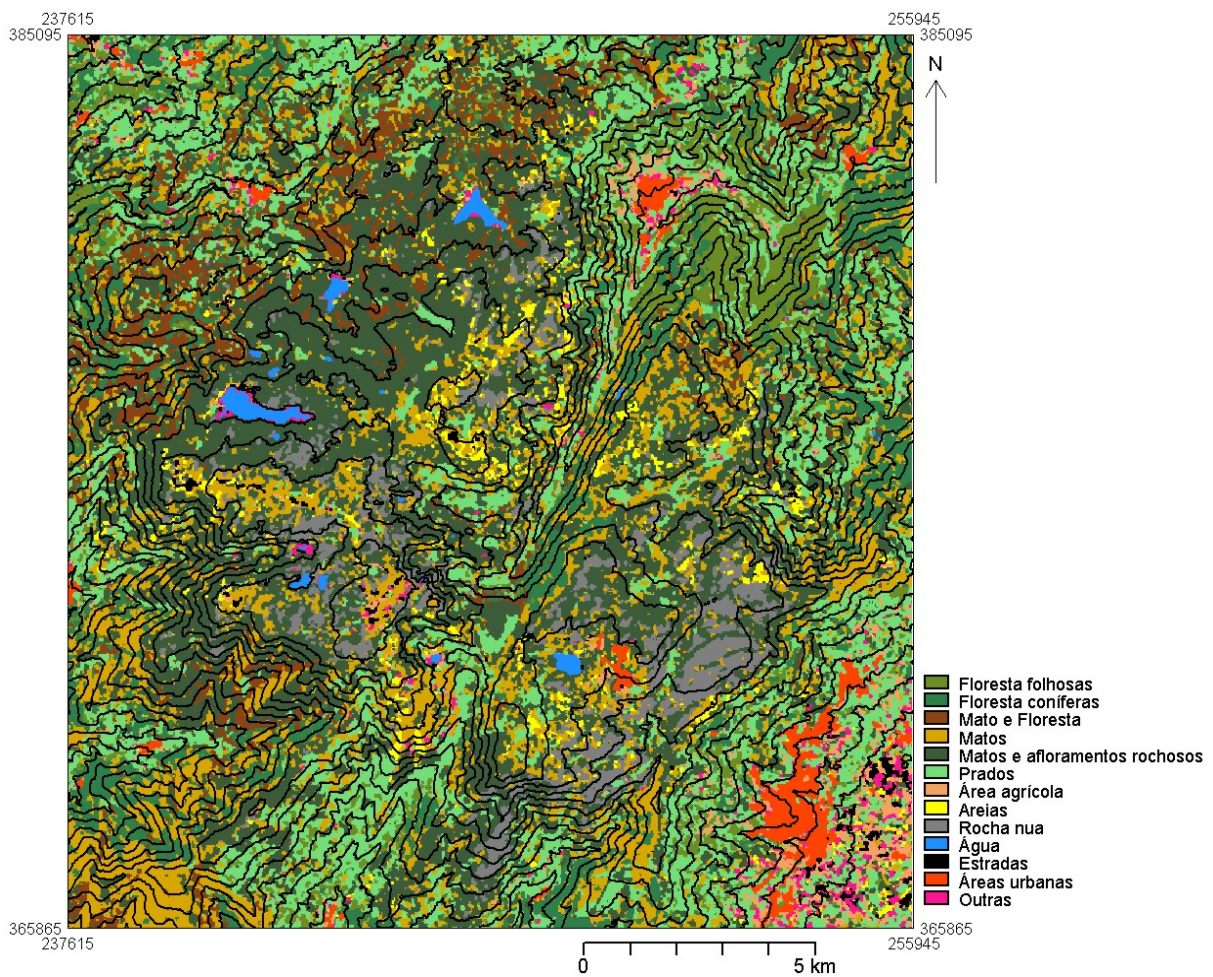 237615 255945
385095 385095
N
Floresta folhosas
Floresta coníferas
Mato e Floresta
Matos
Matos e afloramentos rochosos
Prados
Área agrícola
Areias
Rocha nua
Água
Estradas
Áreas urbanas
Outras
365865 365865
237615 255945
0 5 km